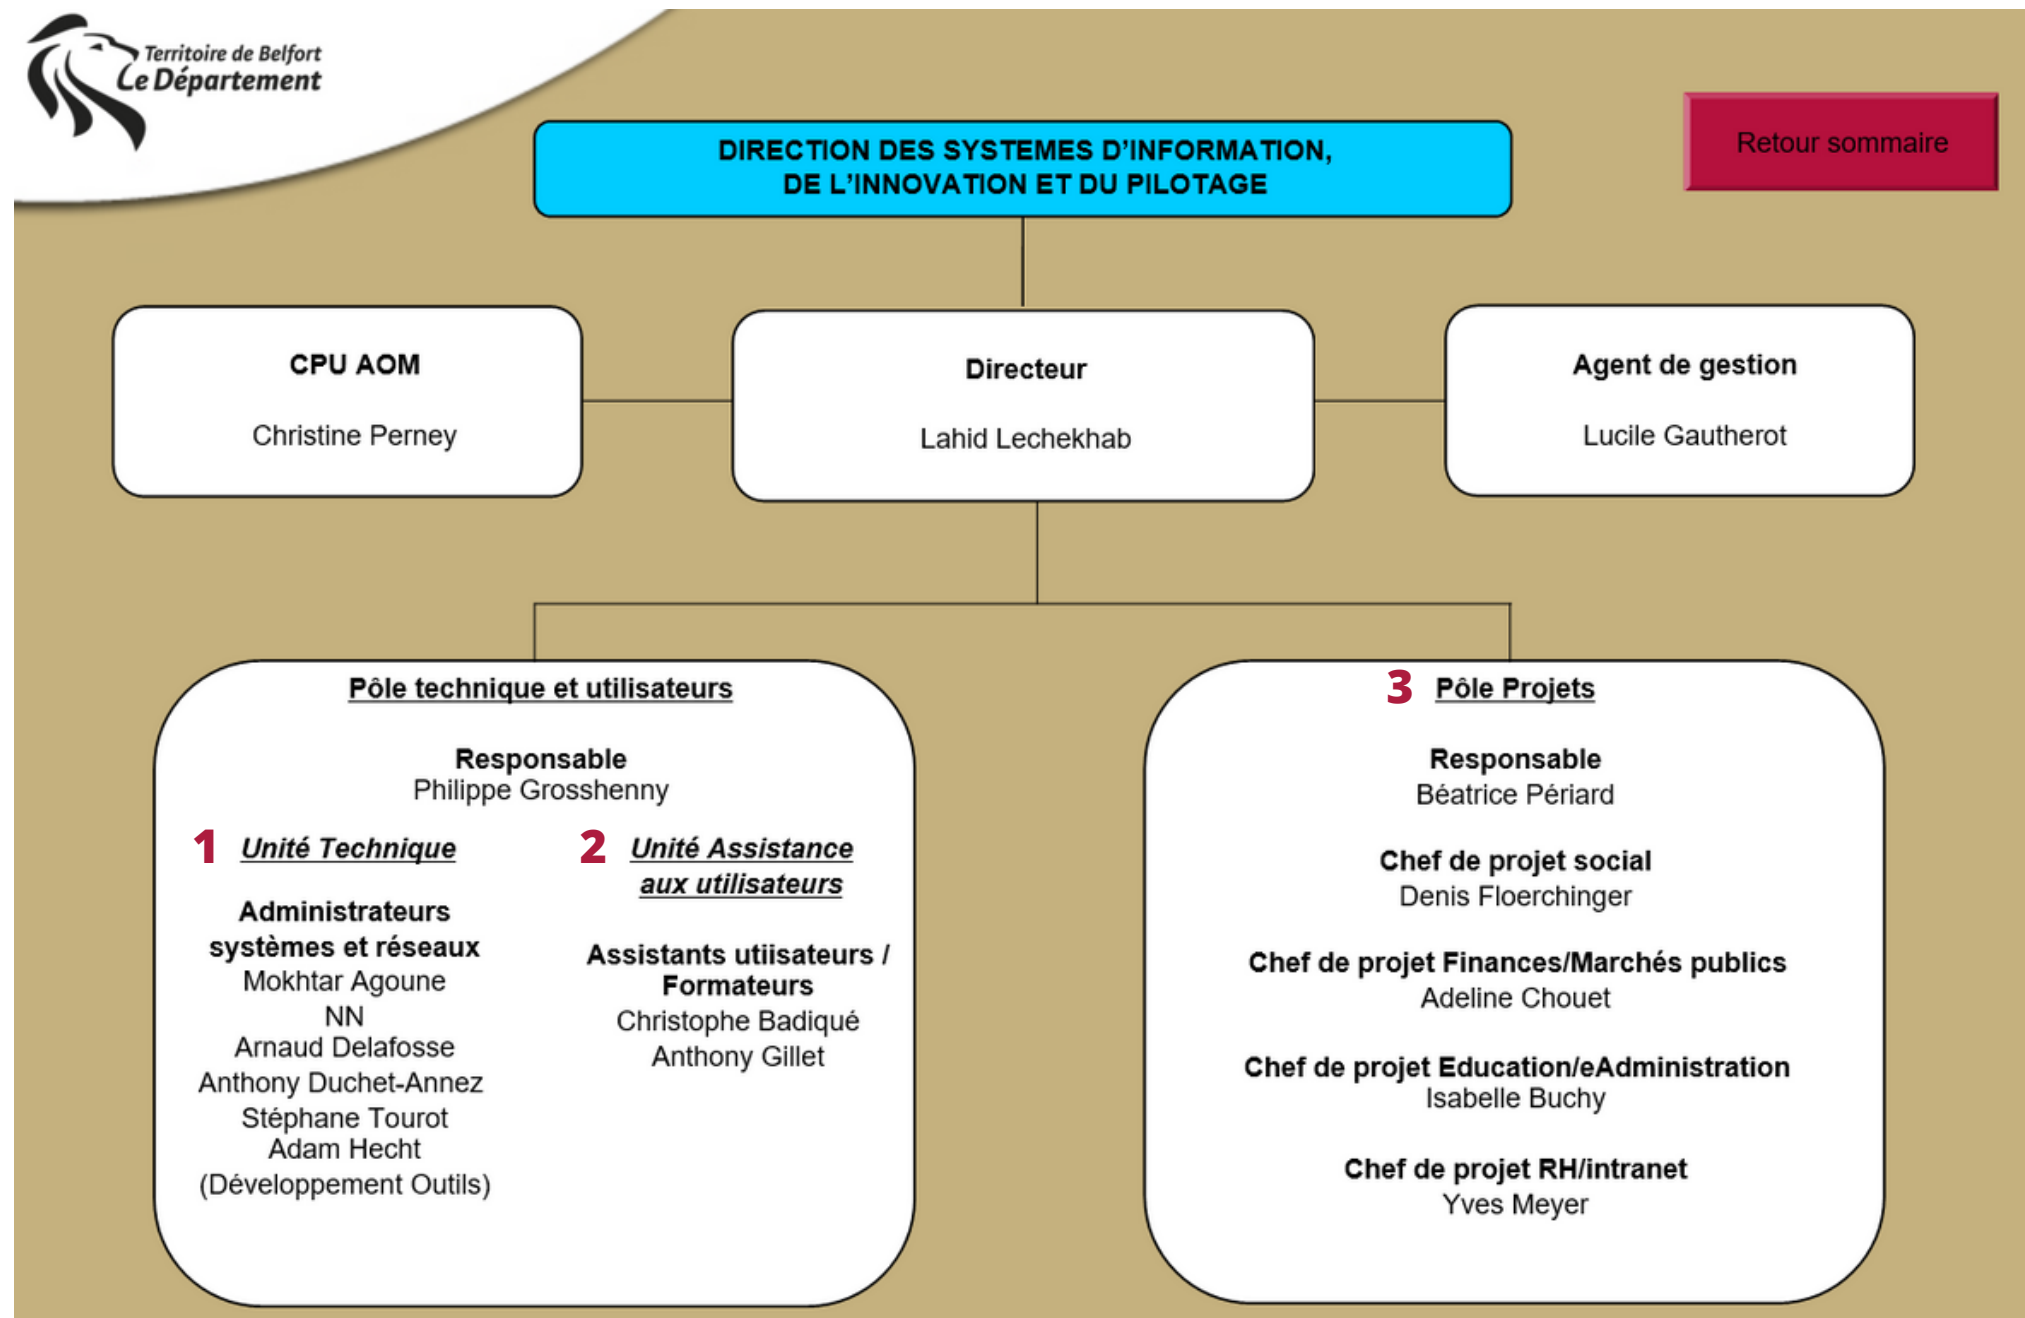 Territoire de Belfort
Le Département
Retour sommaire
DIRECTION DES SYSTEMES D'INFORMATION,
DE L'INNOVATION ET DU PILOTAGE
CPU AOM
Christine Perney
Directeur
Lahid Lechekhab
Agent de gestion
Lucile Gautherot
Pôle technique et utilisateurs
Responsable
Philippe Grosshenny
1 Unité Technique
Administrateurs
systèmes et réseaux
Mokhtar Agoune
NN
Arnaud Delafosse
Anthony Duchet-Annez
Stéphane Tourot
Adam Hecht
(Développement Outils)
2 Unité Assistance
aux utilisateurs
Assistants utiisateurs /
Formateurs
Christophe Badiqué
Anthony Gillet
3 Pôle Projets
Responsable
Béatrice Périard
Chef de projet social
Denis Floerchinger
Chef de projet Finances/Marchés publics
Adeline Chouet
Chef de projet Education/eAdministration
Isabelle Buchy
Chef de projet RH/intranet
Yves Meyer